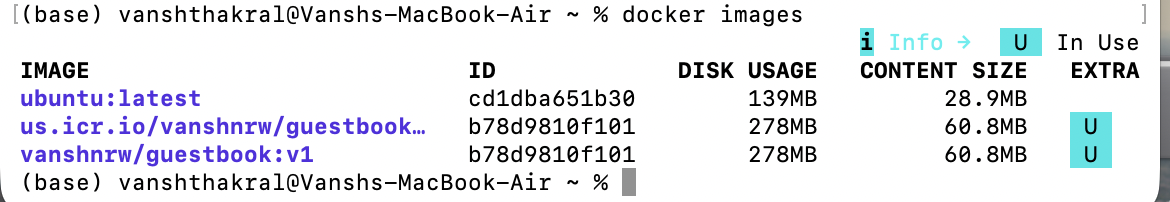 [(base) vanshthakral@Vanshs-MacBook-Air ~ % docker images ]
i Info → U In Use
IMAGE ID DISK USAGE CONTENT SIZE EXTRA
ubuntu:latest cd1dba651b30 139MB 28.9MB
us.icr.io/vanshnrw/guestbook… b78d9810f101 278MB 60.8MB U
vanshnrw/guestbook:v1 b78d9810f101 278MB 60.8MB U
(base) vanshthakral@Vanshs-MacBook-Air ~ %